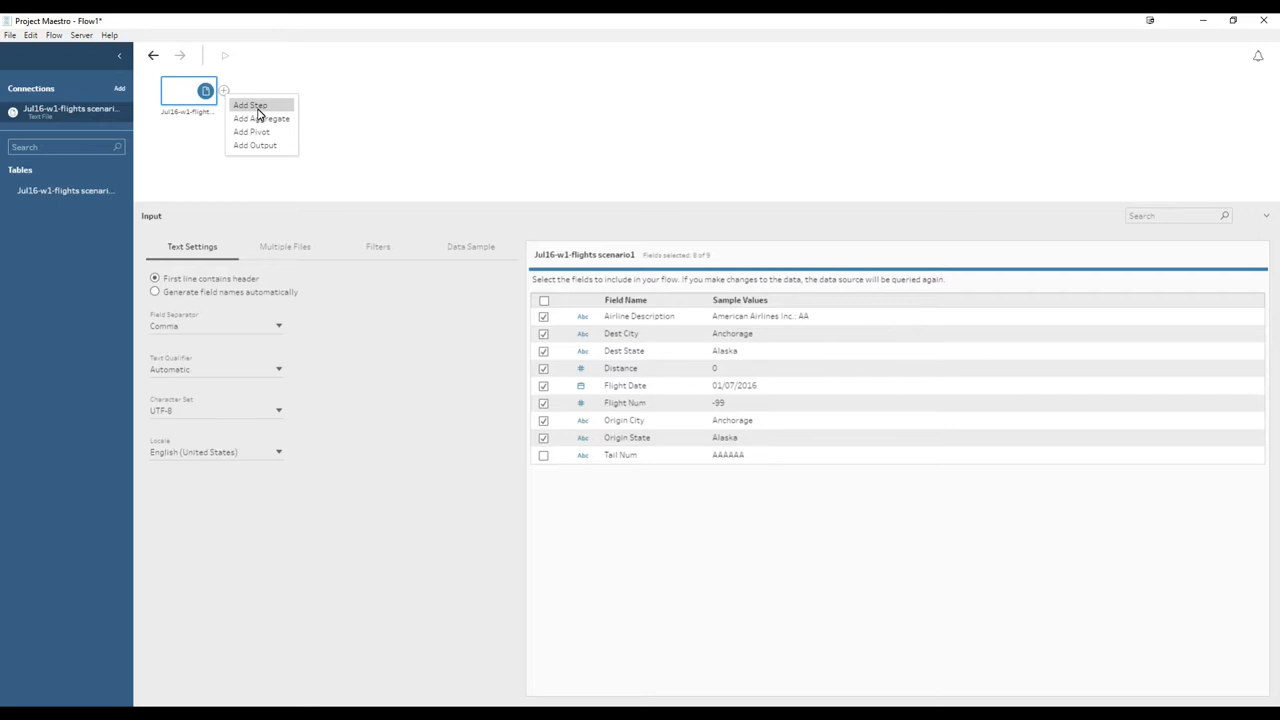 Project Maestro - Flow1*
File Edit Flow Server Help
Connections Add
Jul16-w1-flights scenari...
Text File
Search
Tables
Jul16-w1-flights scenari...
Jul16-w1-flight...
Add Step
Add Aggregate
Add Pivot
Add Output
Input
Search
Text Settings Multiple Files Filters Data Sample
First line contains header
Generate field names automatically
Field Separator
Comma
Text Qualifier
Automatic
Character Set
UTF-8
Locale
English (United States)
Jul16-w1-flights scenario1 Fields selected: 8 of 9
Select the fields to include in your flow. If you make changes to the data, the data source will be queried again.
Field Name Sample Values
Abc Airline Description American Airlines Inc.: AA
Abc Dest City Anchorage
Abc Dest State Alaska
# Distance 0
Flight Date 01/07/2016
# Flight Num -99
Abc Origin City Anchorage
Abc Origin State Alaska
Abc Tail Num AAAAAA